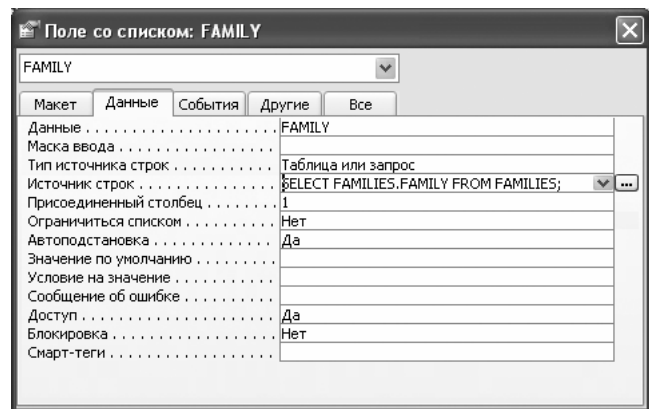 Поле со списком: FAMILY
FAMILY
Макет Данные События Другие Все
Данные . . . . . . . . . . . . . . . . . . . . . FAMILY
Маска ввода . . . . . . . . . . . . . . . . .
Тип источника строк . . . . . . . . . . . Таблица или запрос
Источник строк . . . . . . . . . . . . . . SELECT FAMILIES.FAMILY FROM FAMILIES; ...
Присоединенный столбец . . . . . . . 1
Ограничиться списком . . . . . . . . . Нет
Автоподстановка . . . . . . . . . . . . . Да
Значение по умолчанию . . . . . . . . .
Условие на значение . . . . . . . . . . .
Сообщение об ошибке . . . . . . . . . .
Доступ . . . . . . . . . . . . . . . . . . . . . Да
Блокировка . . . . . . . . . . . . . . . . . Нет
Смарт-теги . . . . . . . . . . . . . . . . . .